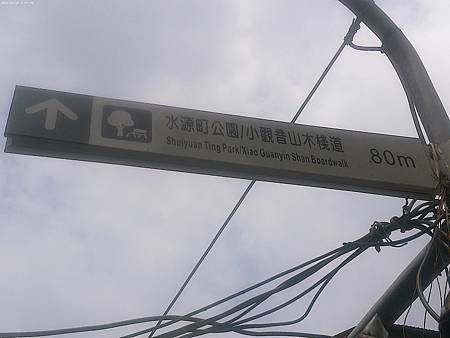 水源町公園/小觀音山木棧道
Shuiyuan Ting Park/Xiao Guanyin Shan Boardwalk
80m